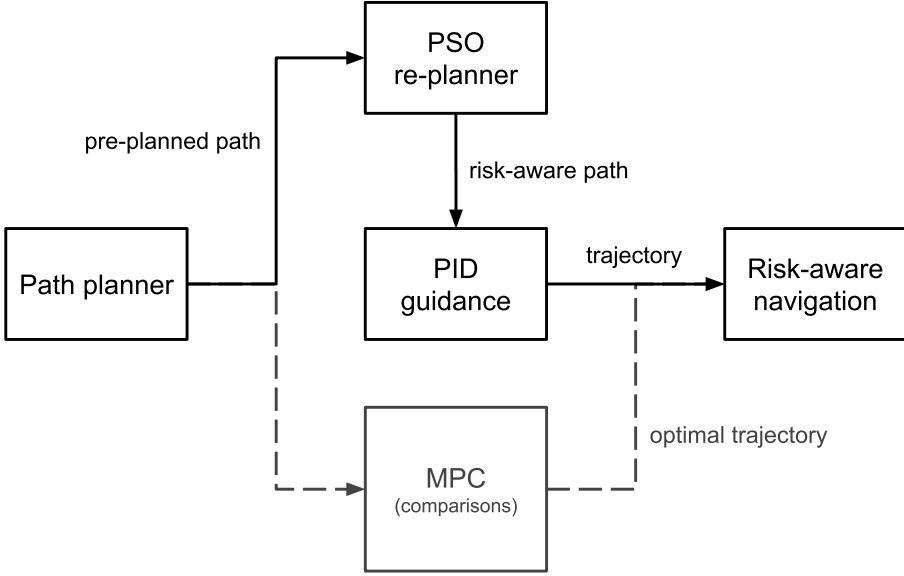 PSO
re-planner
pre-planned path
risk-aware path
Path planner
PID
guidance
trajectory
Risk-aware
navigation
optimal trajectory
MPC
(comparisons)